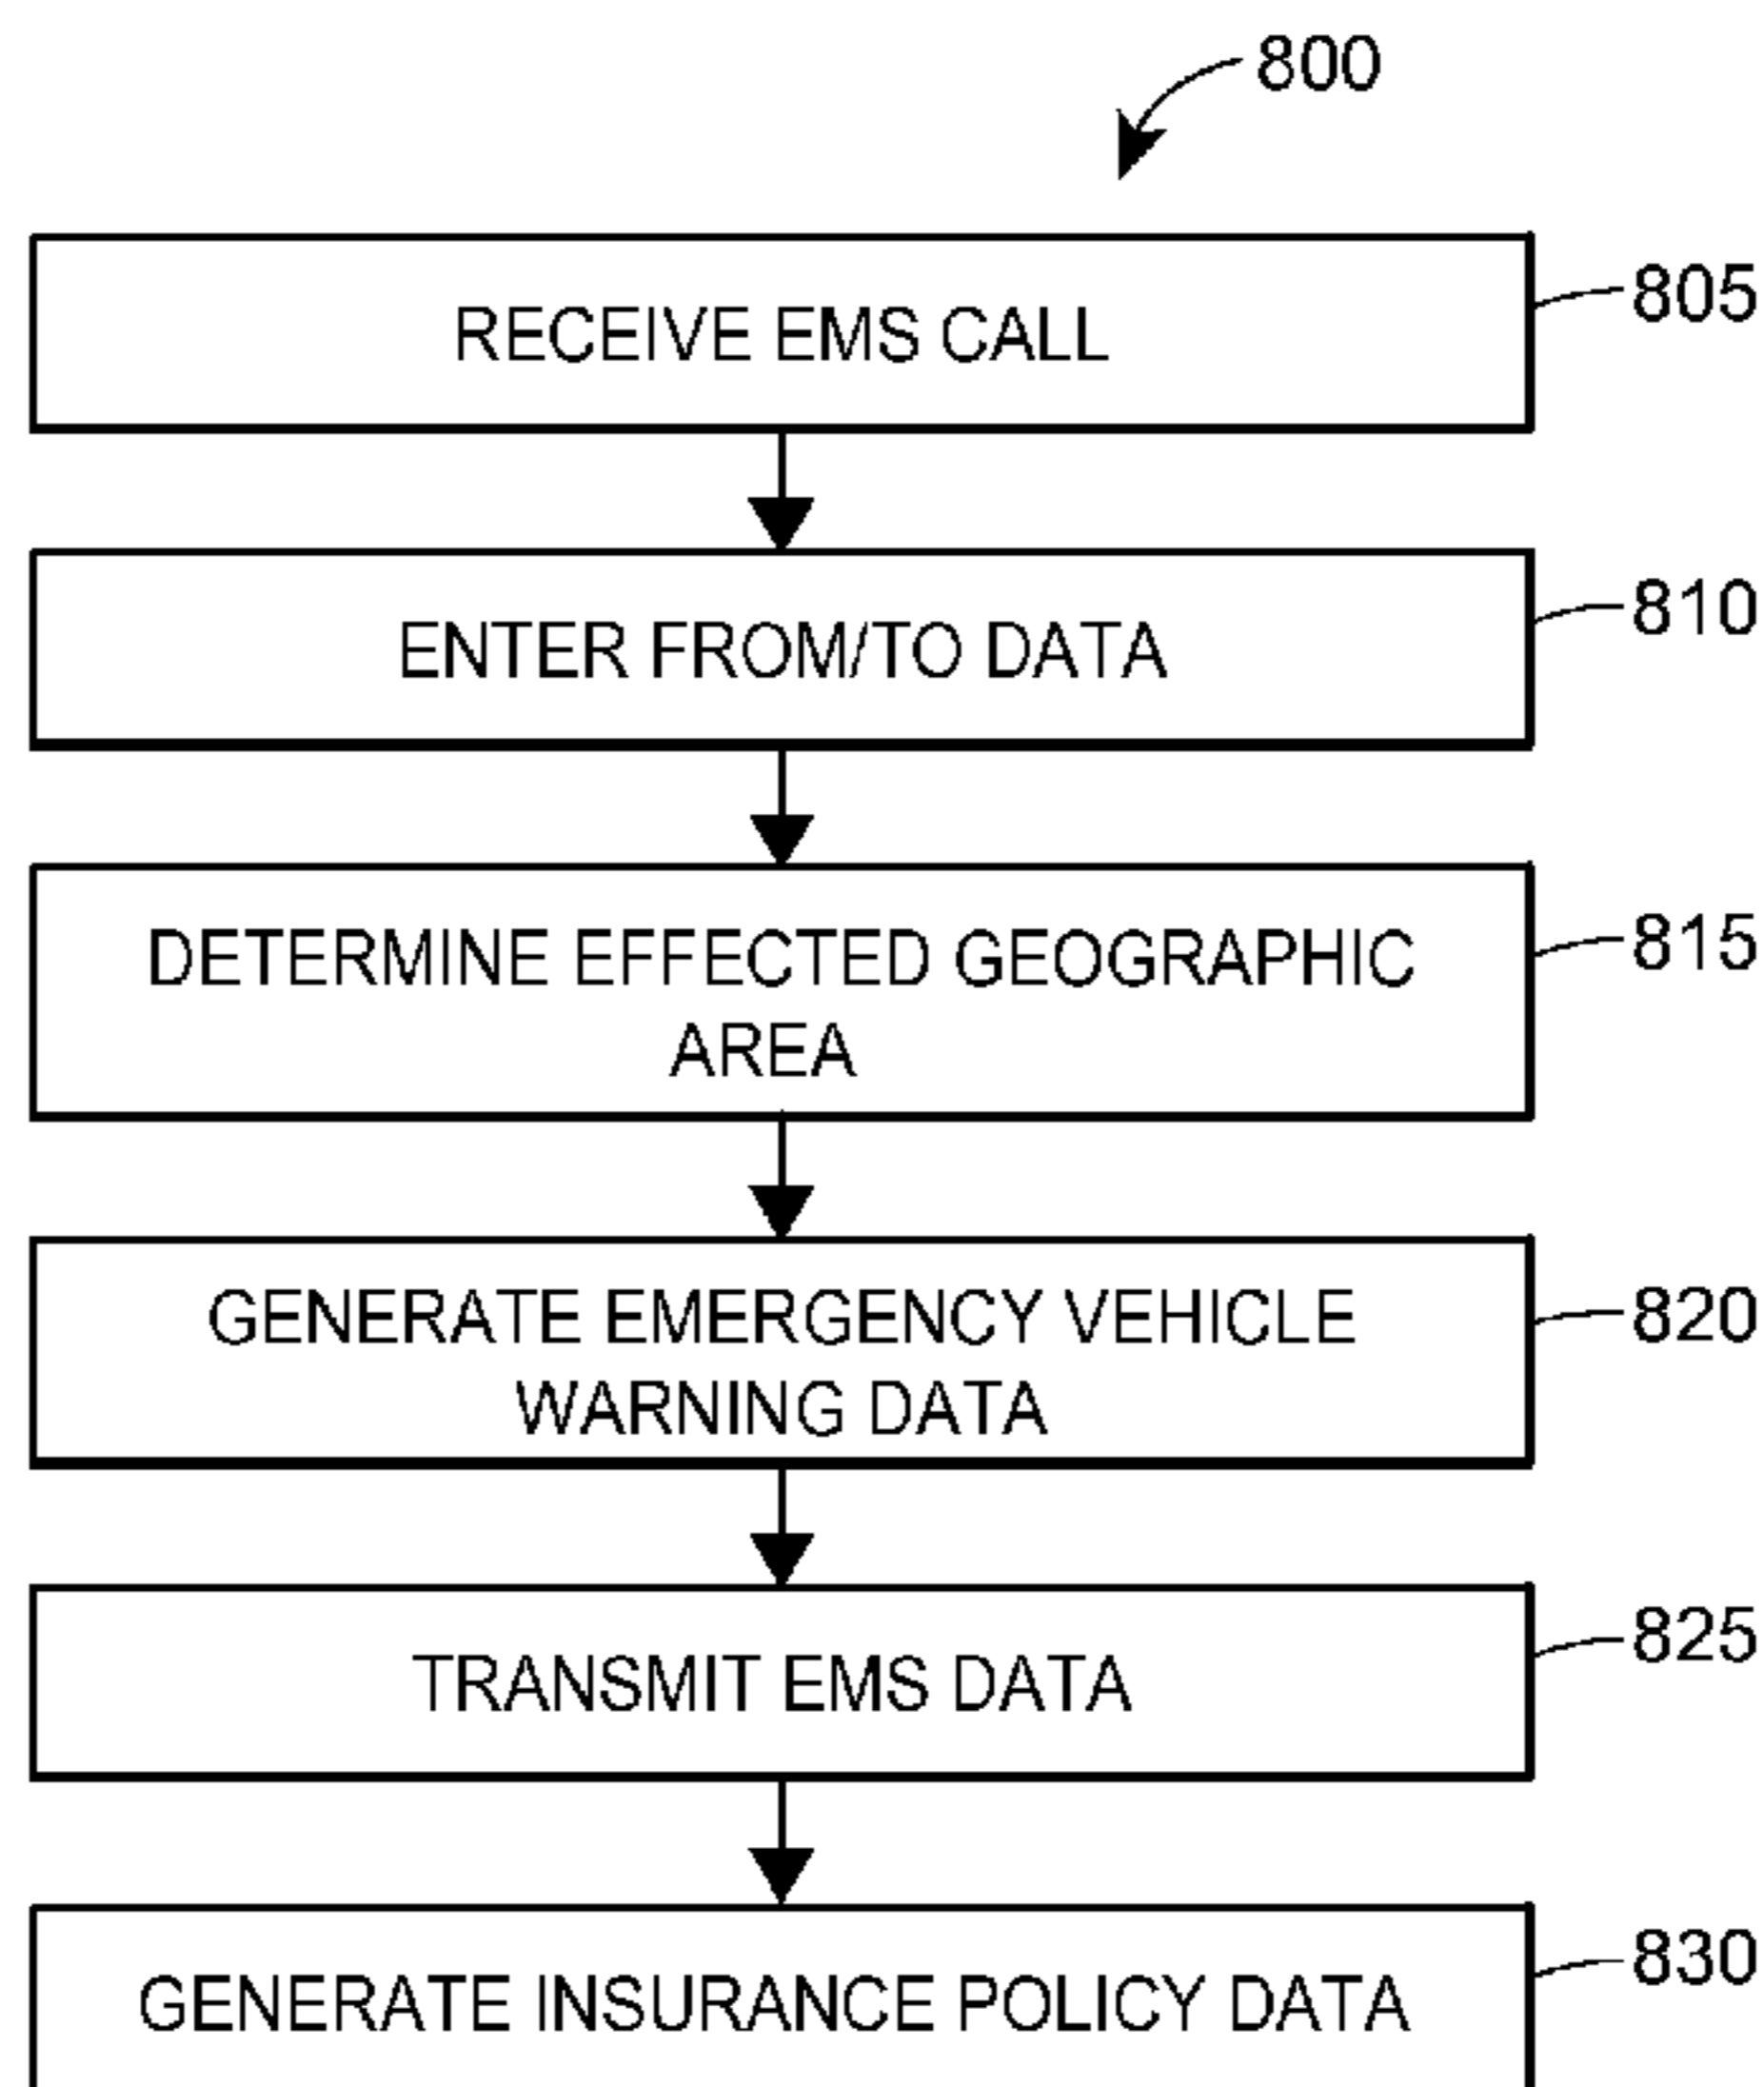 800
RECEIVE EMS CALL
805
ENTER FROM/TO DATA
810
DETERMINE EFFECTED GEOGRAPHIC
AREA
815
GENERATE EMERGENCY VEHICLE
WARNING DATA
820
TRANSMIT EMS DATA
825
GENERATE INSURANCE POLICY DATA
830